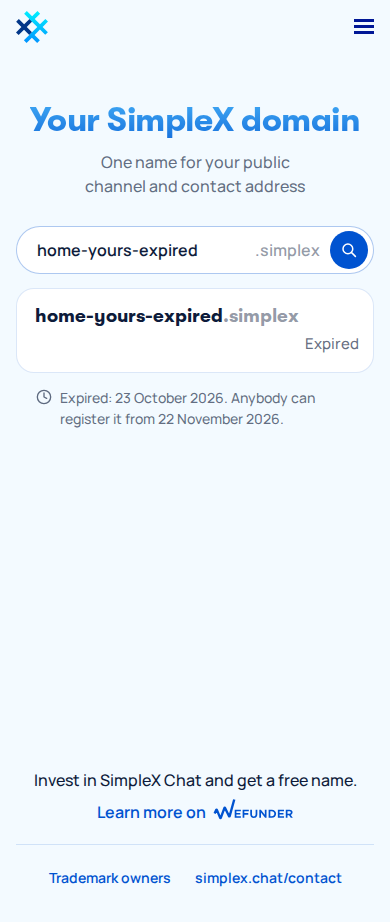 Your SimpleX domain
One name for your public
channel and contact address
home-yours-expired .simplex
home-yours-expired.simplex
Expired
Expired: 23 October 2026. Anybody can
register it from 22 November 2026.
Invest in SimpleX Chat and get a free name.
Learn more on WEFUNDER
Trademark owners simplex.chat/contact